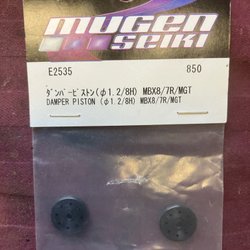 mugen
seiki
E2535 850
ﾀﾞﾝﾊﾟｰﾋﾟｽﾄﾝ(φ1.2/8H) MBX8/7R/MGT
DAMPER PISTON (φ1.2/8H) MBX8/7R/MGT